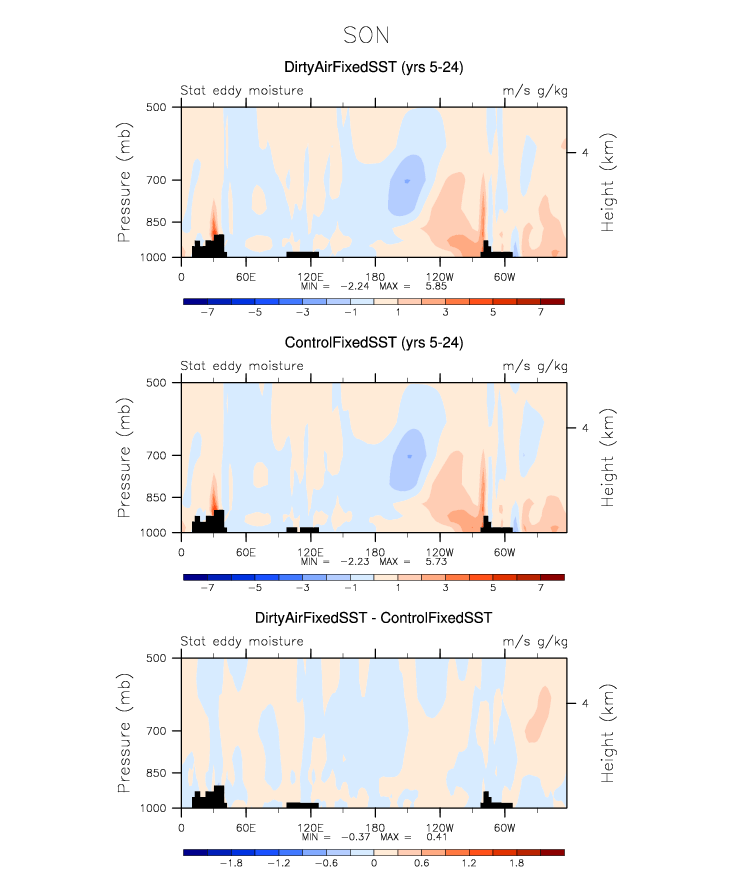 SON
DirtyAirFixedSST (yrs 5-24)
Stat eddy moisture m/s g/kg
500
700
850
1000
Pressure (mb)
4
Height (km)
0 60E 120E 180 120W 60W
MIN = -2.24 MAX = 5.85
-7 -5 -3 -1 1 3 5 7
ControlFixedSST (yrs 5-24)
Stat eddy moisture m/s g/kg
500
700
850
1000
Pressure (mb)
4
Height (km)
0 60E 120E 180 120W 60W
MIN = -2.23 MAX = 5.73
-7 -5 -3 -1 1 3 5 7
DirtyAirFixedSST - ControlFixedSST
Stat eddy moisture m/s g/kg
500
700
850
1000
Pressure (mb)
4
Height (km)
0 60E 120E 180 120W 60W
MIN = -0.37 MAX = 0.41
-1.8 -1.2 -0.6 0 0.6 1.2 1.8